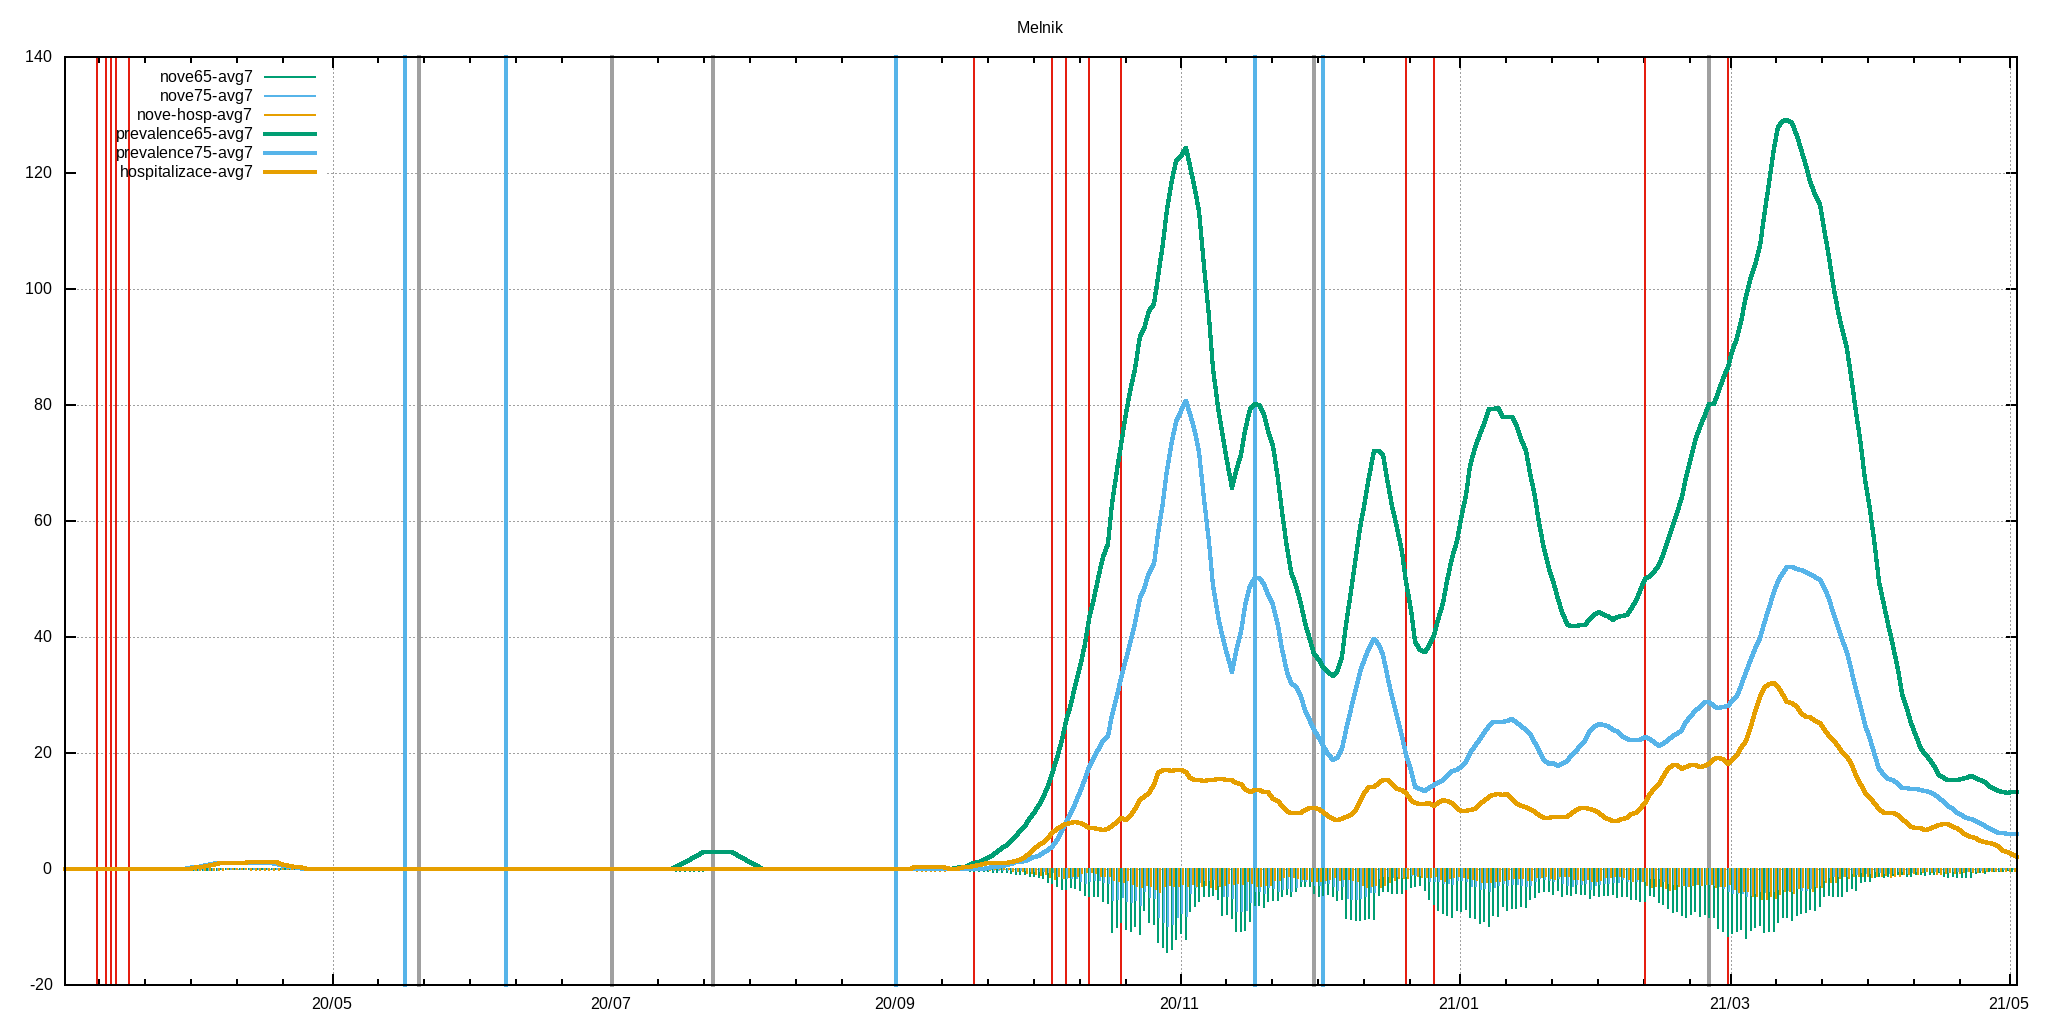 Melnik
140
120
100
80
60
40
20
0
-20
nove65-avg7
nove75-avg7
nove-hosp-avg7
prevalence65-avg7
prevalence75-avg7
hospitalizace-avg7
20/05 20/07 20/09 20/11 21/01 21/03 21/05